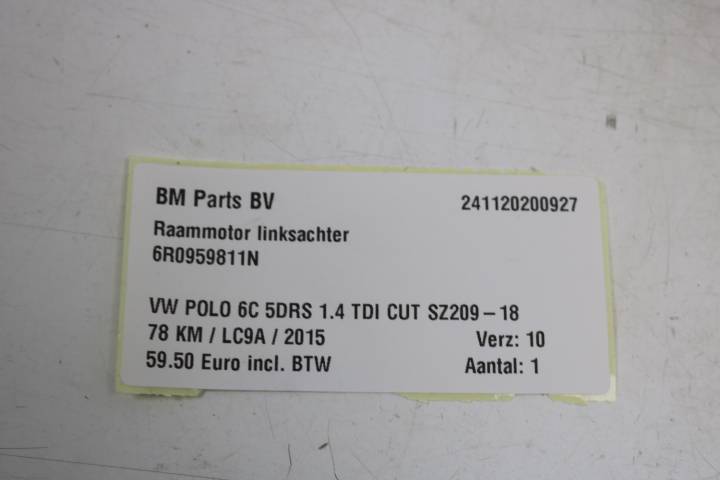 BM Parts BV 241120200927
Raammotor linksachter
6R0959811N
VW POLO 6C 5DRS 1.4 TDI CUT SZ209-18
78 KM / LC9A / 2015 Verz: 10
59.50 Euro incl. BTW Aantal: 1